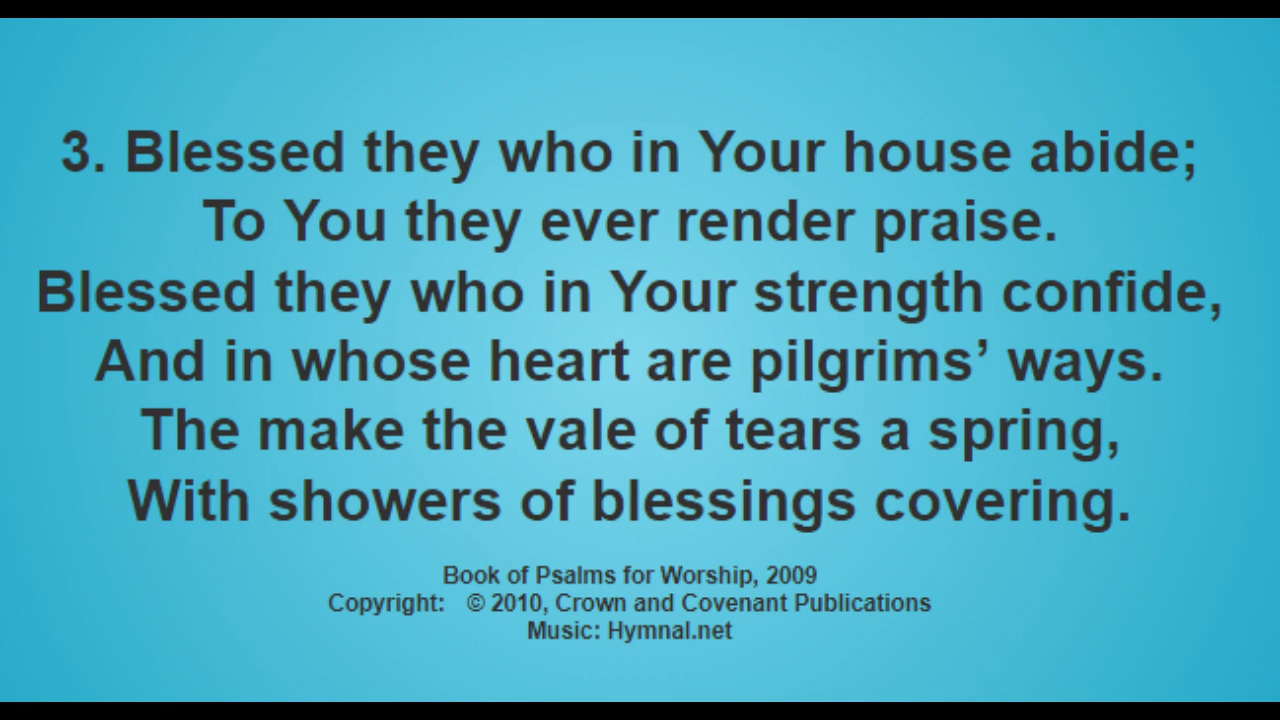 3. Blessed they who in Your house abide;
To You they ever render praise.
Blessed they who in Your strength confide,
And in whose heart are pilgrims’ ways.
The make the vale of tears a spring,
With showers of blessings covering.
Book of Psalms for Worship, 2009
Copyright: © 2010, Crown and Covenant Publications
Music: Hymnal.net